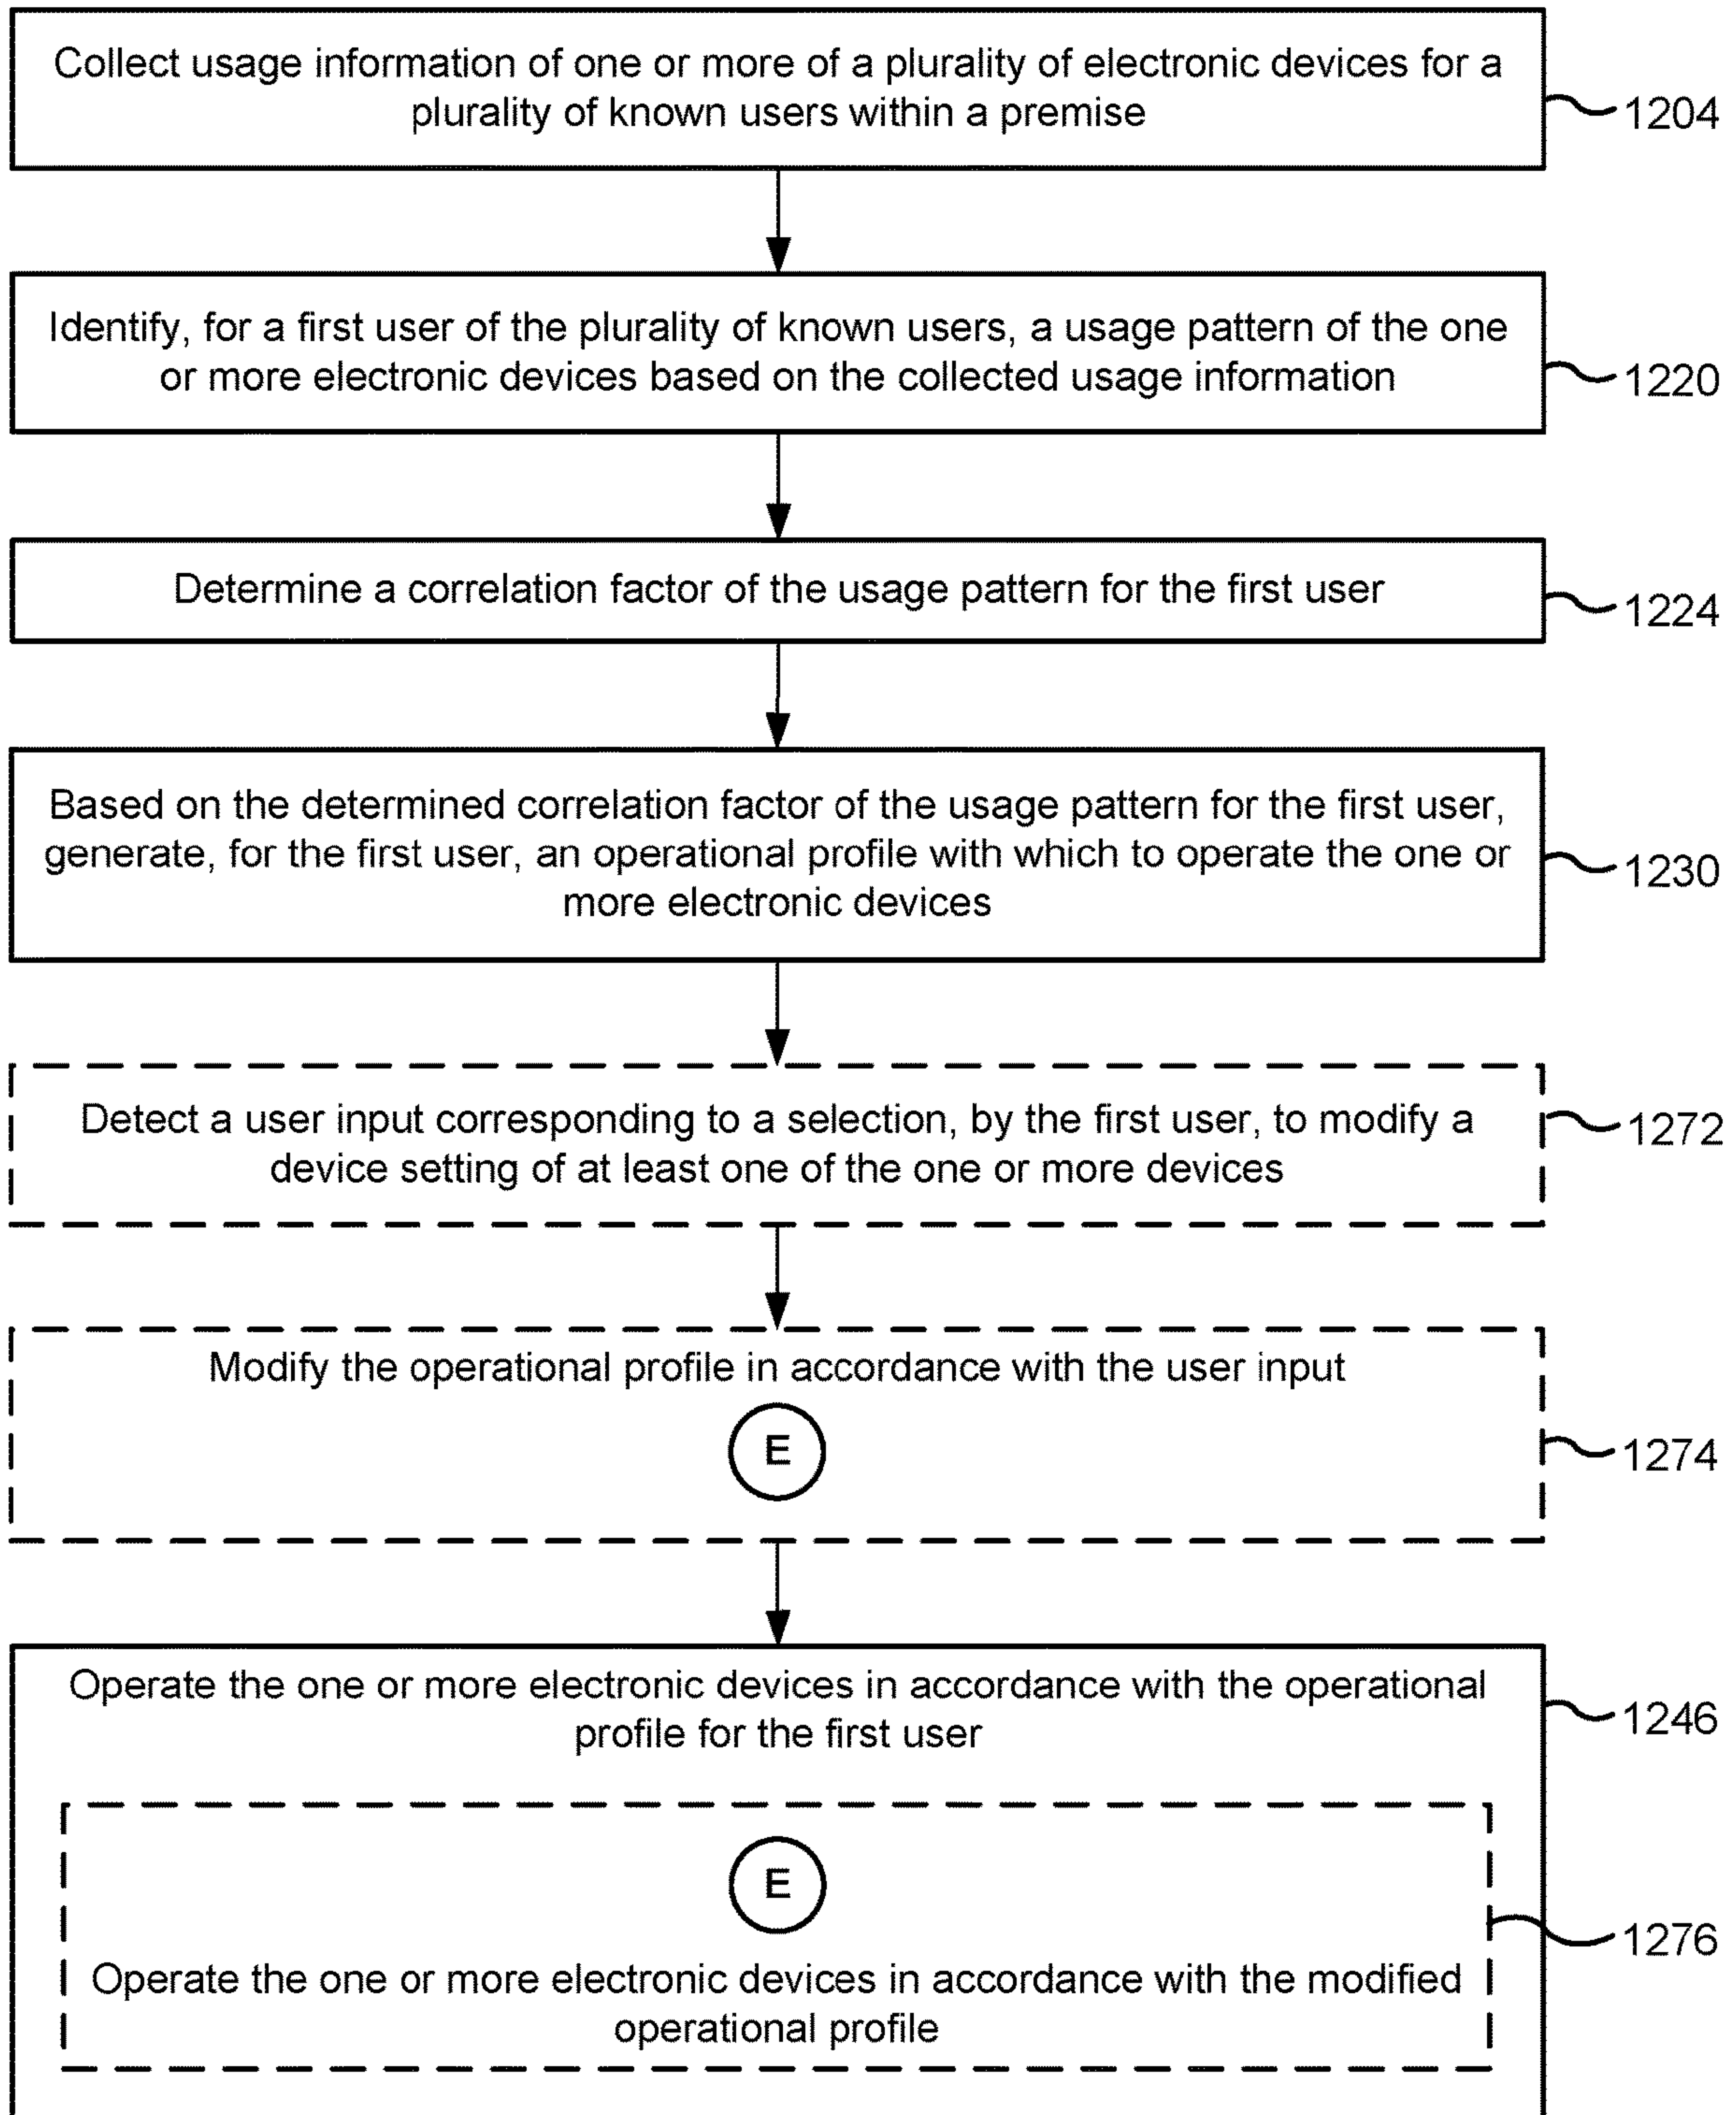 Collect usage information of one or more of a plurality of electronic devices for a
plurality of known users within a premise
1204
Identify, for a first user of the plurality of known users, a usage pattern of the one
or more electronic devices based on the collected usage information
1220
Determine a correlation factor of the usage pattern for the first user
1224
Based on the determined correlation factor of the usage pattern for the first user,
generate, for the first user, an operational profile with which to operate the one or
more electronic devices
1230
Detect a user input corresponding to a selection, by the first user, to modify a
device setting of at least one of the one or more devices
1272
Modify the operational profile in accordance with the user input
E
1274
Operate the one or more electronic devices in accordance with the operational
profile for the first user
1246
E
Operate the one or more electronic devices in accordance with the modified
operational profile
1276